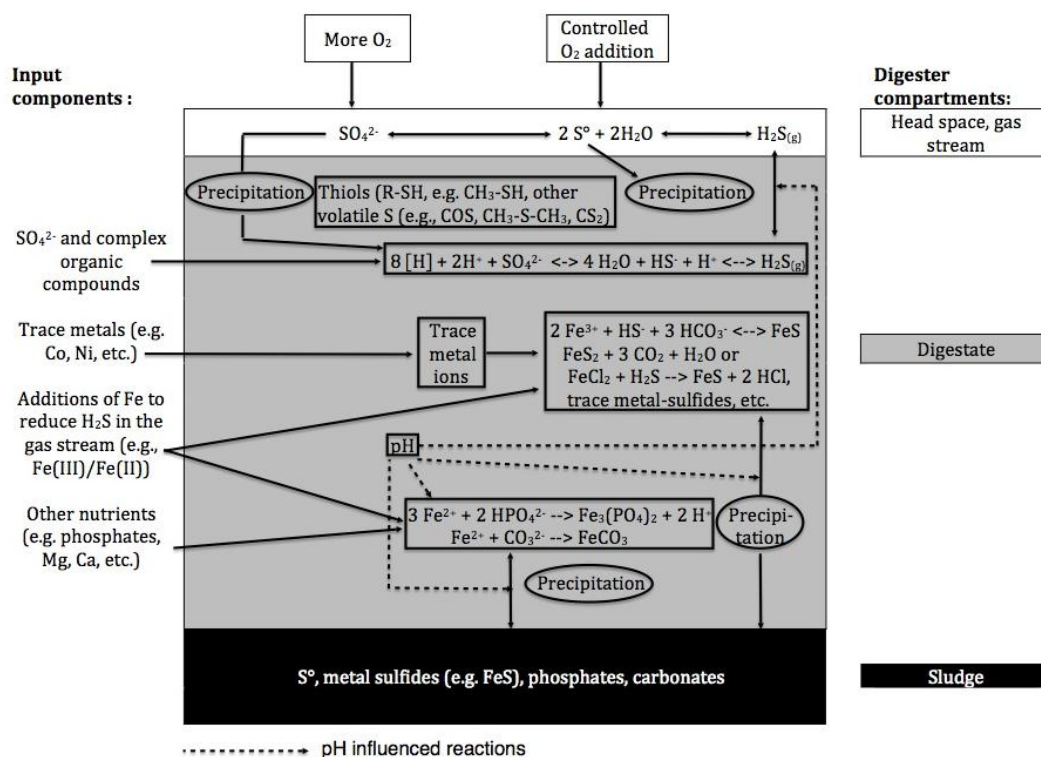 More O₂
Controlled
O₂ addition
Input
components :
Digester
compartments:
Head space, gas
stream
SO₄²⁻
2 S° + 2H₂O
H₂S₍g₎
Precipitation
Thiols (R-SH, e.g. CH₃-SH, other
volatile S (e.g., COS, CH₃-S-CH₃, CS₂)
Precipitation
SO₄²⁻ and complex
organic
compounds
8 [H] + 2H⁺ + SO₄²⁻ <-> 4 H₂O + HS⁻ + H⁺ <--> H₂S₍g₎
Trace metals (e.g.
Co, Ni, etc.)
Trace
metal
ions
2 Fe³⁺ + HS⁻ + 3 HCO₃⁻ <--> FeS
FeS₂ + 3 CO₂ + H₂O or
FeCl₂ + H₂S --> FeS + 2 HCl,
trace metal-sulfides, etc.
Digestate
Additions of Fe to
reduce H₂S in the
gas stream (e.g.,
Fe(III)/Fe(II))
pH
Other nutrients
(e.g. phosphates,
Mg, Ca, etc.)
3 Fe²⁺ + 2 HPO₄²⁻ --> Fe₃(PO₄)₂ + 2 H⁺
Fe²⁺ + CO₃²⁻ --> FeCO₃
Precipi-
tation
Precipitation
S°, metal sulfides (e.g. FeS), phosphates, carbonates
Sludge
pH influenced reactions